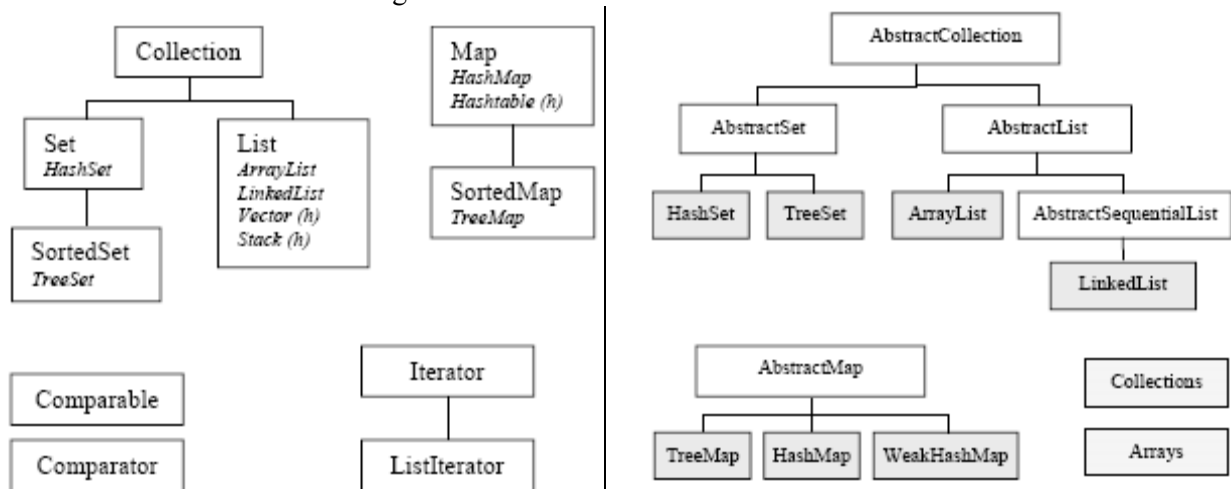 Collection
Set
HashSet
List
ArrayList
LinkedList
Vector (h)
Stack (h)
SortedSet
TreeSet
Map
HashMap
Hashtable (h)
SortedMap
TreeMap
Comparable
Comparator
Iterator
ListIterator
AbstractCollection
AbstractSet
AbstractList
HashSet
TreeSet
ArrayList
AbstractSequentialList
LinkedList
AbstractMap
TreeMap
HashMap
WeakHashMap
Collections
Arrays